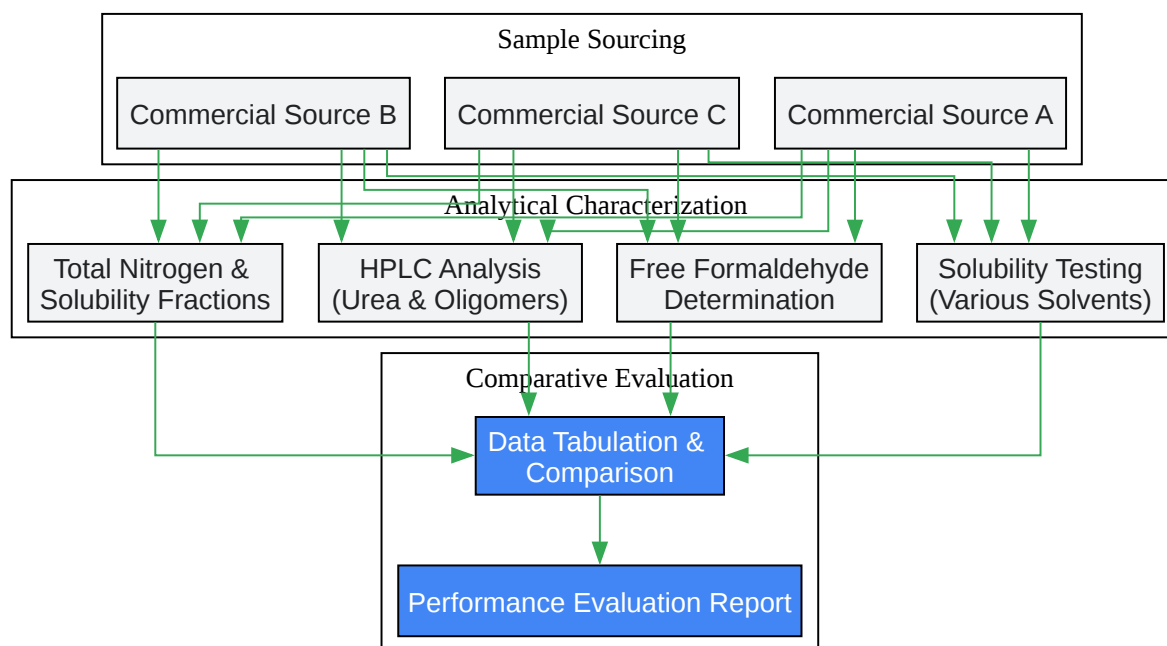 Sample Sourcing
Commercial Source B
Commercial Source C
Commercial Source A
Analytical Characterization
Total Nitrogen &
Solubility Fractions
HPLC Analysis
(Urea & Oligomers)
Free Formaldehyde
Determination
Solubility Testing
(Various Solvents)
Comparative Evaluation
Data Tabulation &
Comparison
Performance Evaluation Report